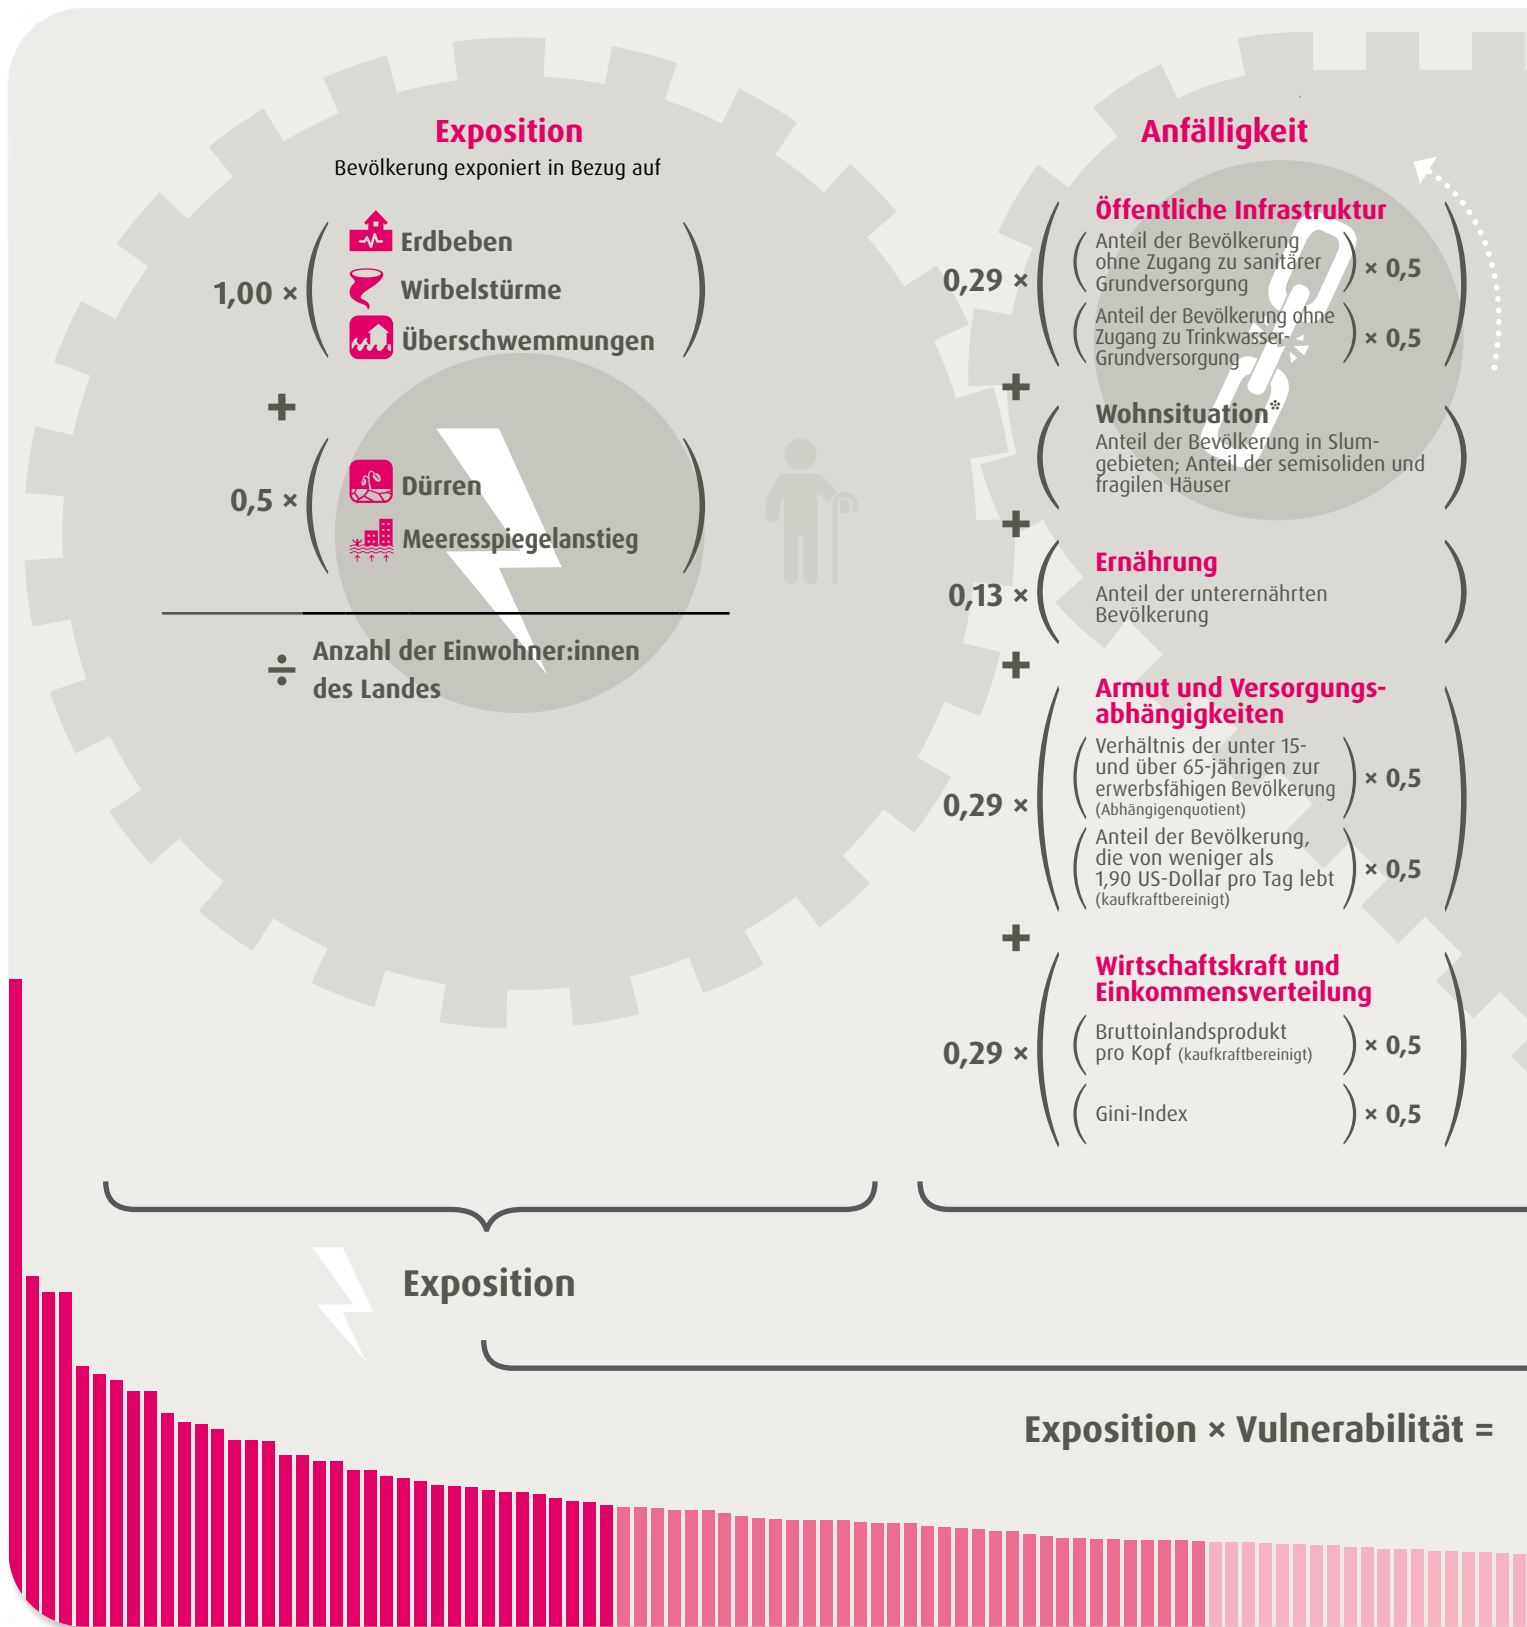 Exposition
Bevölkerung exponiert in Bezug auf
1,00 ×
Erdbeben
Wirbelstürme
Überschwemmungen
+
0,5 ×
Dürren
Meeresspiegelanstieg
÷
Anzahl der Einwohner:innen
des Landes
Anfälligkeit
0,29 ×
Öffentliche Infrastruktur
Anteil der Bevölkerung
ohne Zugang zu sanitärer
Grundversorgung
× 0,5
Anteil der Bevölkerung ohne
Zugang zu Trinkwasser-
Grundversorgung
× 0,5
+
Wohnsituation*
Anteil der Bevölkerung in Slum-
gebieten; Anteil der semisoliden und
fragilen Häuser
+
0,13 ×
Ernährung
Anteil der unterernährten
Bevölkerung
+
0,29 ×
Armut und Versorgungs-
abhängigkeiten
Verhältnis der unter 15-
und über 65-jährigen zur
erwerbsfähigen Bevölkerung
(Abhängigenquotient)
× 0,5
Anteil der Bevölkerung,
die von weniger als
1,90 US-Dollar pro Tag lebt
(kaufkraftbereinigt)
× 0,5
+
0,29 ×
Wirtschaftskraft und
Einkommensverteilung
Bruttoinlandsprodukt
pro Kopf (kaufkraftbereinigt)
× 0,5
Gini-Index
× 0,5
Exposition
Exposition × Vulnerabilität =